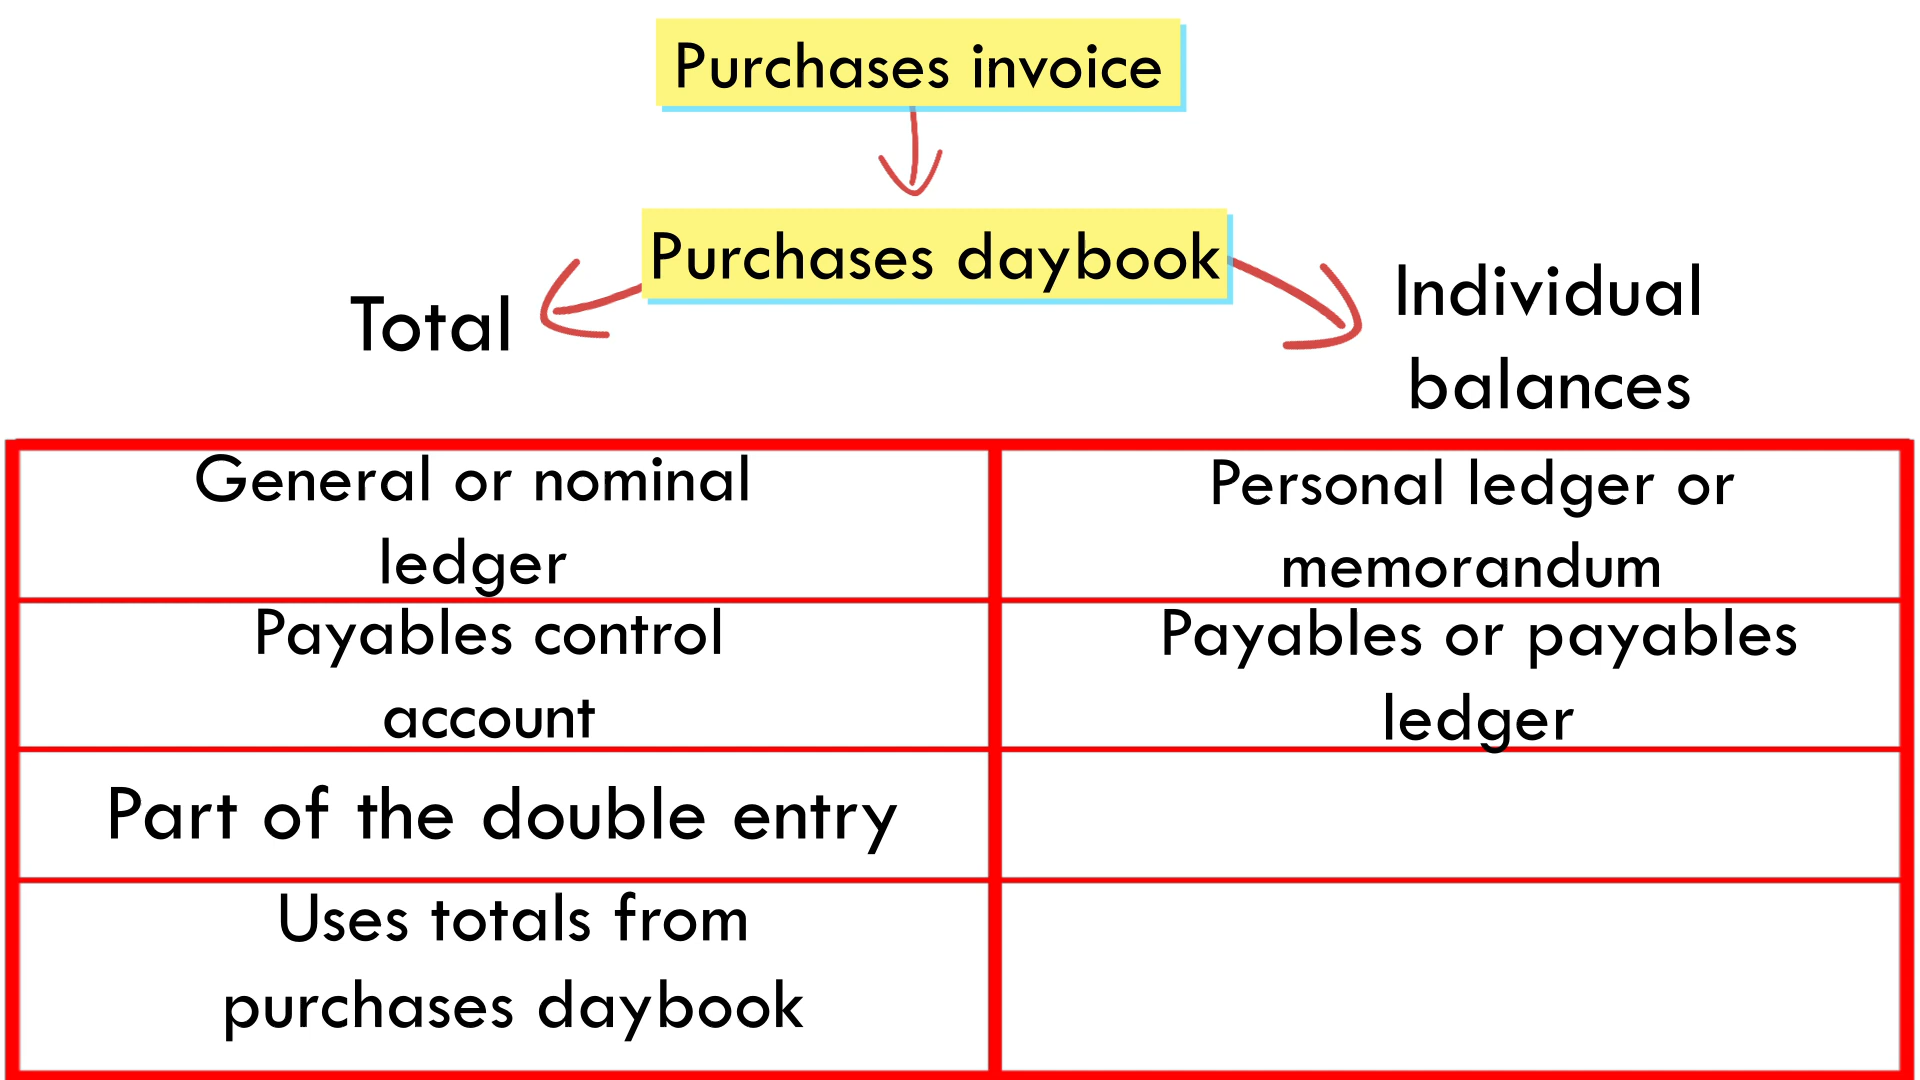 Purchases invoice
Purchases daybook
Total
Individual
balances
General or nominal
ledger
Personal ledger or
memorandum
Payables control
account
Payables or payables
ledger
Part of the double entry
Uses totals from
purchases daybook